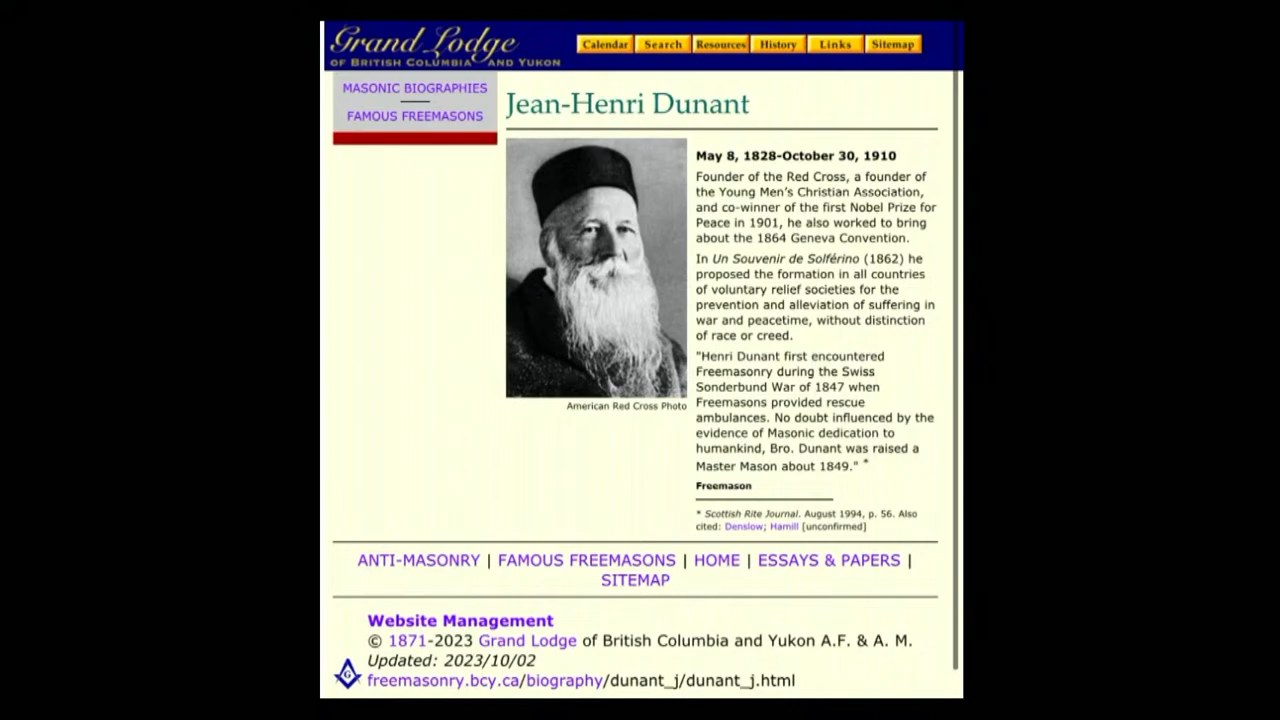 Grand Lodge
OF BRITISH COLUMBIA AND YUKON
Calendar Search Resources History Links Sitemap
MASONIC BIOGRAPHIES
FAMOUS FREEMASONS
Jean-Henri Dunant
American Red Cross Photo
May 8, 1828-October 30, 1910
Founder of the Red Cross, a founder of
the Young Men's Christian Association,
and co-winner of the first Nobel Prize for
Peace in 1901, he also worked to bring
about the 1864 Geneva Convention.
In Un Souvenir de Solférino (1862) he
proposed the formation in all countries
of voluntary relief societies for the
prevention and alleviation of suffering in
war and peacetime, without distinction
of race or creed.
"Henri Dunant first encountered
Freemasonry during the Swiss
Sonderbund War of 1847 when
Freemasons provided rescue
ambulances. No doubt influenced by the
evidence of Masonic dedication to
humankind, Bro. Dunant was raised a
Master Mason about 1849." *
Freemason
* Scottish Rite Journal. August 1994, p. 56. Also
cited: Denslow; Hamill [unconfirmed]
ANTI-MASONRY | FAMOUS FREEMASONS | HOME | ESSAYS & PAPERS |
SITEMAP
Website Management
© 1871-2023 Grand Lodge of British Columbia and Yukon A.F. & A. M.
Updated: 2023/10/02
G
freemasonry.bcy.ca/biography/dunant_j/dunant_j.html